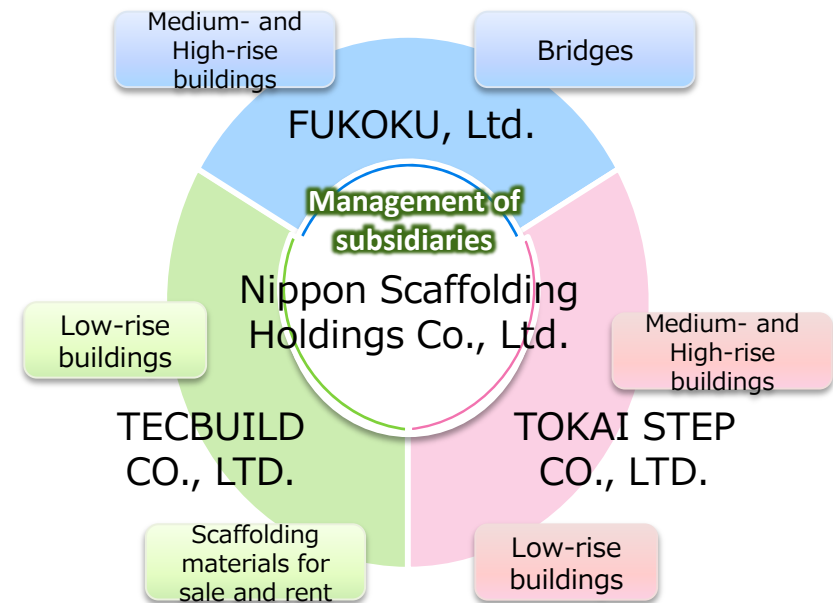 Medium- and
High-rise
buildings
Bridges
FUKOKU, Ltd.
Management of
subsidiaries
Nippon Scaffolding
Holdings Co., Ltd.
Low-rise
buildings
Medium- and
High-rise
buildings
TECBUILD
CO., LTD.
TOKAI STEP
CO., LTD.
Scaffolding
materials for
sale and rent
Low-rise
buildings